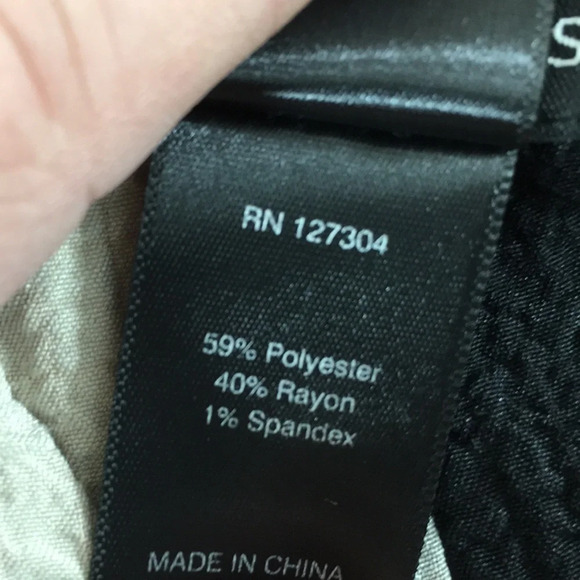 S
RN 127304
59% Polyester
40% Rayon
1% Spandex
MADE IN CHINA